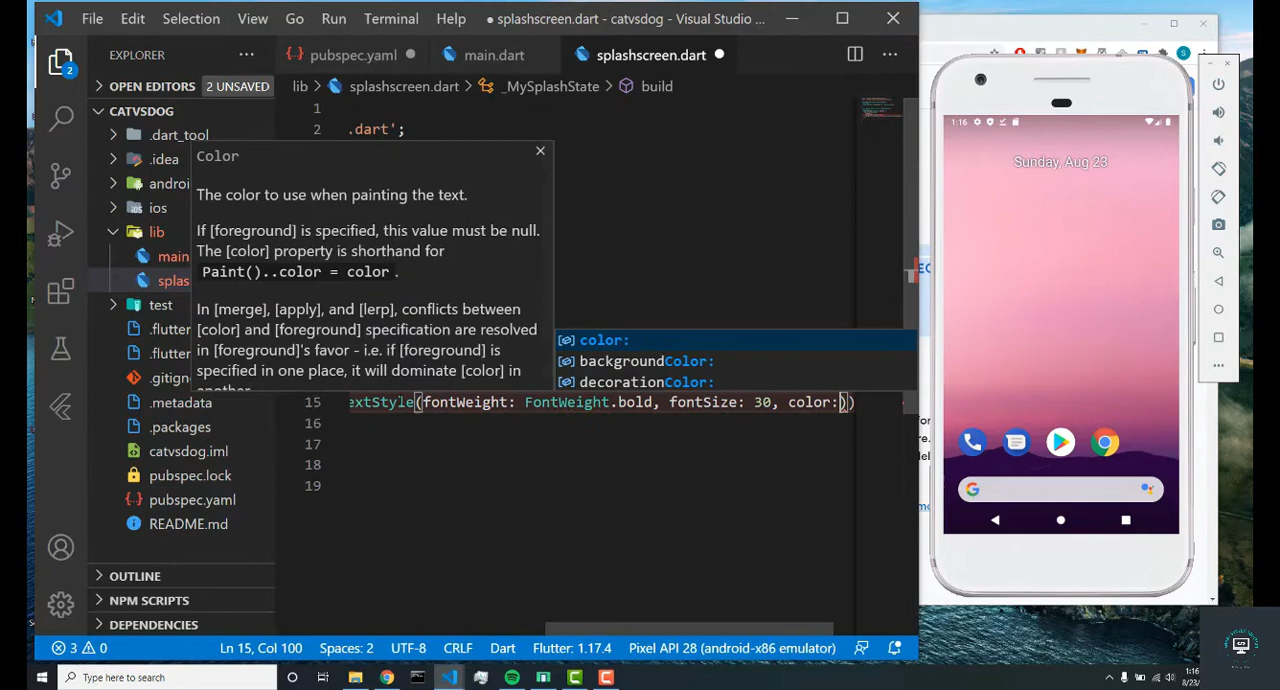 File Edit Selection View Go Run Terminal Help ● splashscreen.dart - catvsdog - Visual Studio ...
EXPLORER ···
pubspec.yaml ● main.dart splashscreen.dart ●
OPEN EDITORS 2 UNSAVED
lib > splashscreen.dart > _MySplashState > build
CATVSDOG
.dart_tool
.idea
androi
ios
lib
main
splas
test
.flutter
.flutter
.gitign
.metadata
.packages
catvsdog.iml
pubspec.lock
pubspec.yaml
README.md
OUTLINE
NPM SCRIPTS
DEPENDENCIES
2
1
2 .dart';
Color
The color to use when painting the text.
If [foreground] is specified, this value must be null.
The [color] property is shorthand for
Paint()..color = color .
In [merge], [apply], and [lerp], conflicts between
[color] and [foreground] specification are resolved
in [foreground]'s favor - i.e. if [foreground] is
specified in one place, it will dominate [color] in
another.
color:
backgroundColor:
decorationColor:
15 extStyle(fontWeight: FontWeight.bold, fontSize: 30, color:))
16
17
18
19
3 0 Ln 15, Col 100 Spaces: 2 UTF-8 CRLF Dart Flutter: 1.17.4 Pixel API 28 (android-x86 emulator)
1:16
Sunday, Aug 23
G
S
Type here to search
1:16
8/23/